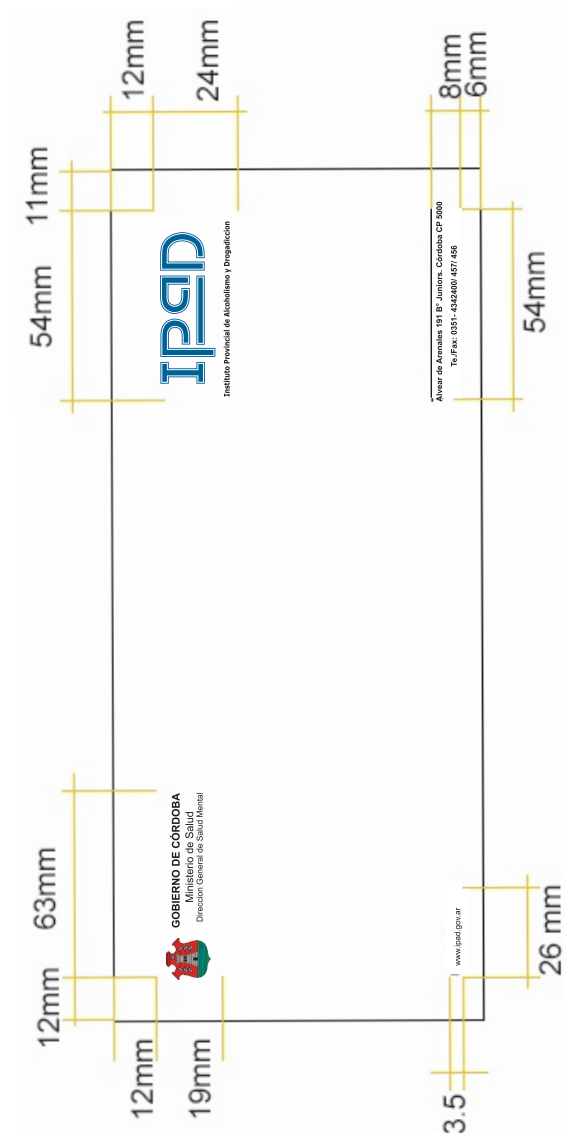 12mm
63mm
54mm
11mm
12mm
12mm
GOBIERNO DE CÓRDOBA
Ministerio de Salud
Direccion General de Salud Mental
19mm
IPAD
Instituto Provincial de Alcoholismo y Drogadiccion
24mm
www.ipad.gov.ar
3.5
Alvear de Arenales 191 B° Juniors. Córdoba CP 5000
Te./Fax: 0351- 4342400/ 457/ 456
8mm
6mm
26 mm
54mm